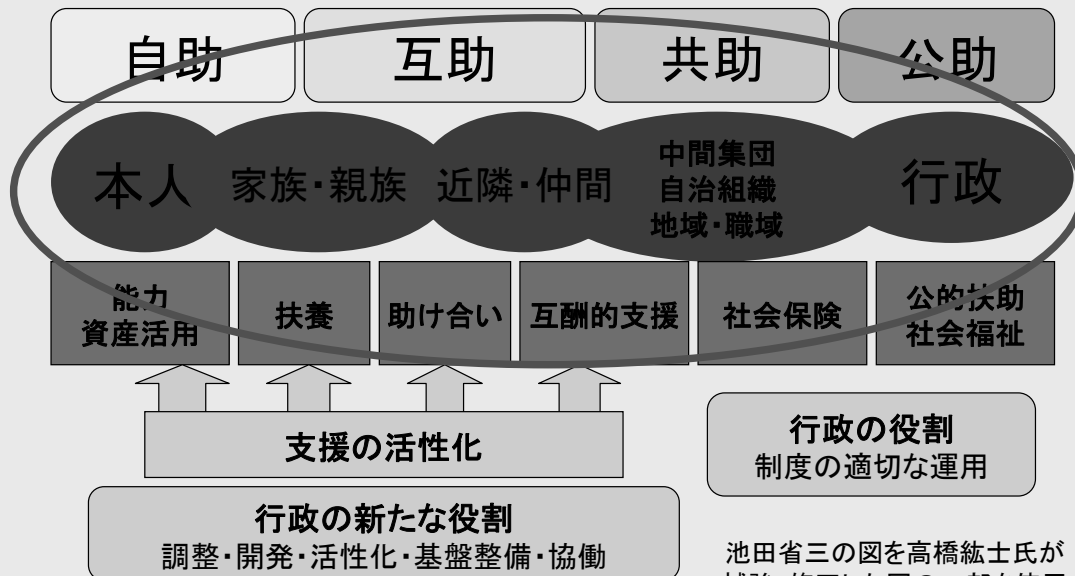 自助
互助
共助
公助
本人
家族・親族
近隣・仲間
中間集団
自治組織
地域・職域
行政
能力
資産活用
扶養
助け合い
互酬的支援
社会保険
公的扶助
社会福祉
支援の活性化
行政の役割
制度の適切な運用
行政の新たな役割
調整・開発・活性化・基盤整備・協働
池田省三の図を高橋紘士氏が